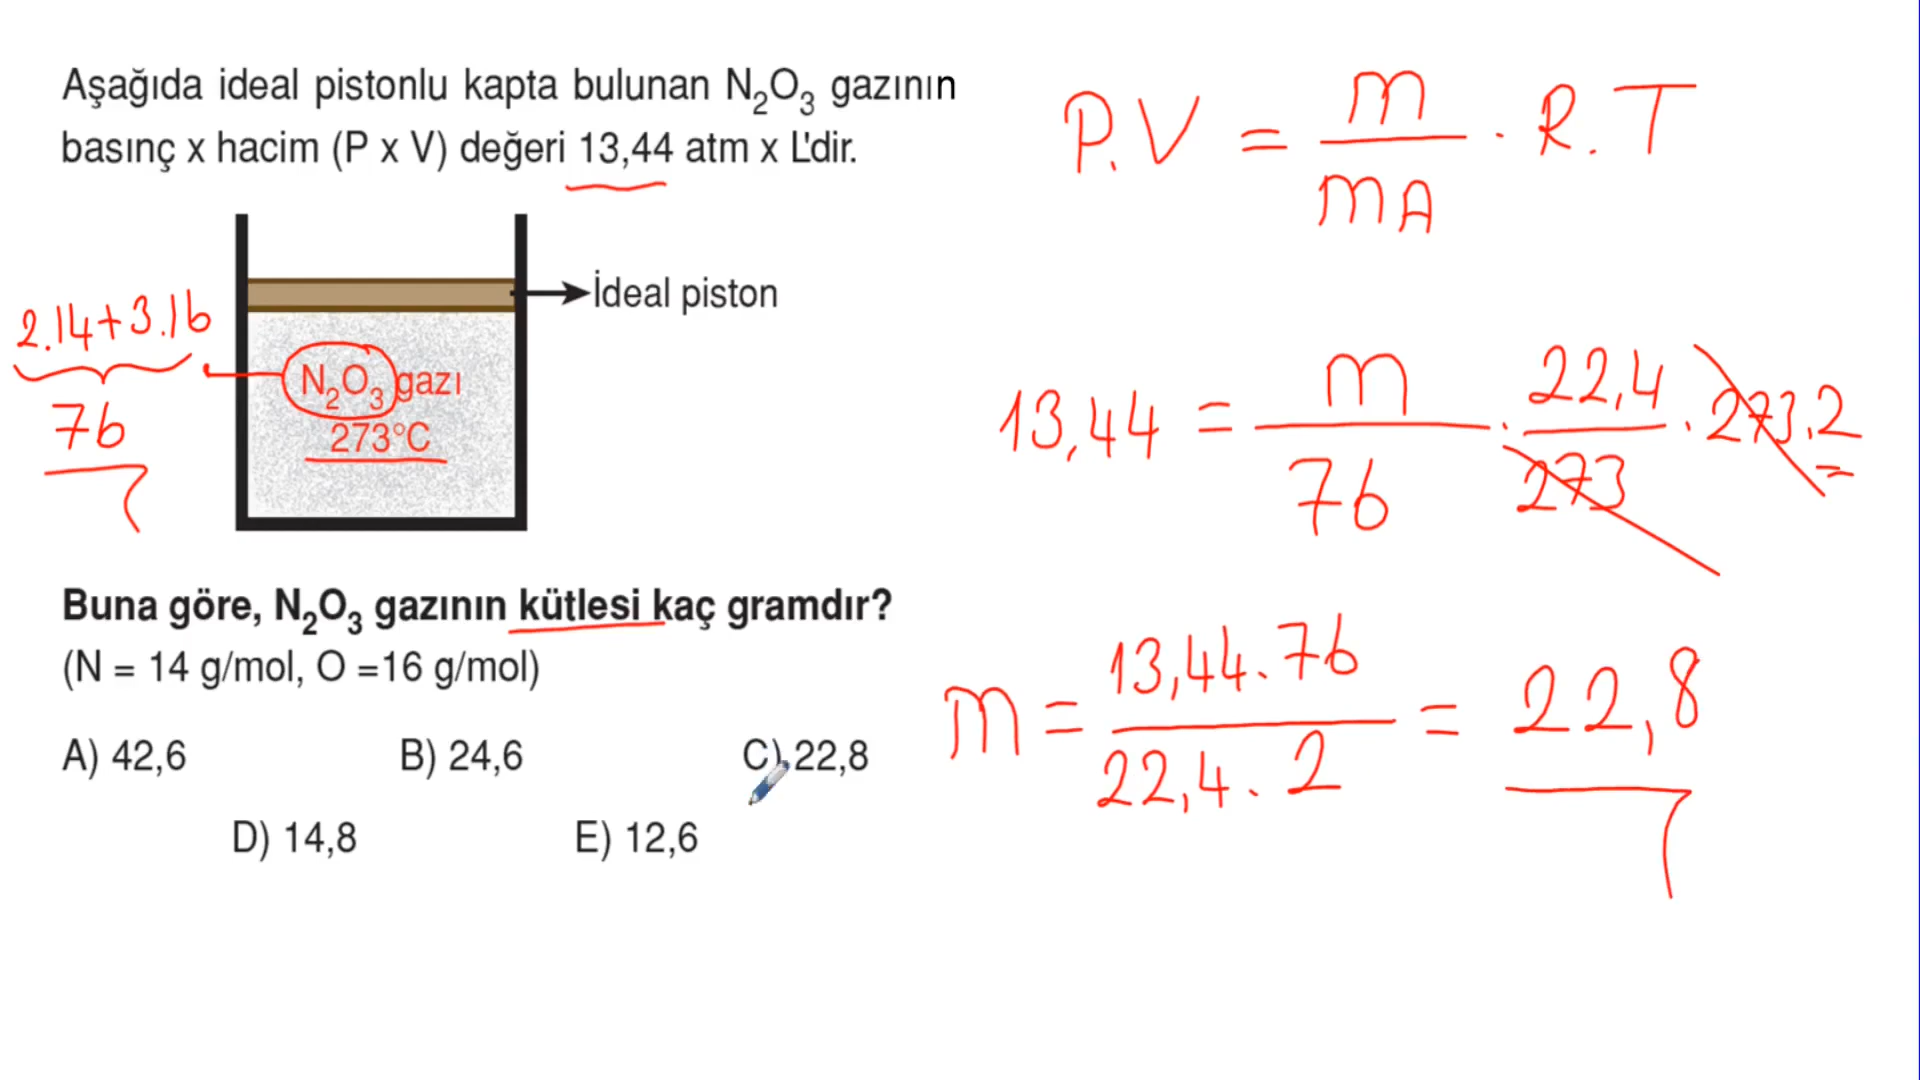 Aşağıda ideal pistonlu kapta bulunan N₂O₃ gazının
basınç x hacim (P x V) değeri 13,44 atm x L'dir.
İdeal piston
2.14+3.16
76
N₂O₃ gazı
273°C
Buna göre, N₂O₃ gazının kütlesi kaç gramdır?
(N = 14 g/mol, O =16 g/mol)
A) 42,6 B) 24,6 C) 22,8
D) 14,8 E) 12,6
P.V = m/MA . R.T
13,44 = m/76 . 22,4/273 . 273.2
m = 13,44.76/22,4.2 = 22,8